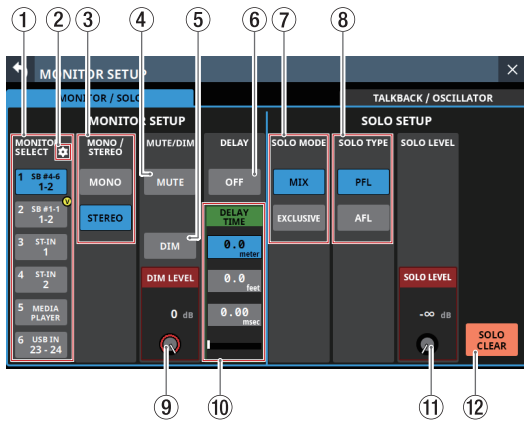 1 2 3 4 5 6 7 8
MONITOR SETUP
MONITOR / SOLO
TALKBACK / OSCILLATOR
MONITOR SETUP
SOLO SETUP
MONITOR
SELECT
MONO /
STEREO
MUTE/DIM
DELAY
SOLO MODE
SOLO TYPE
SOLO LEVEL
1 SB #4-6
1-2
V
2 SB #1-1
1-2
3 ST-IN
1
4 ST-IN
2
5 MEDIA
PLAYER
6 USB IN
23 - 24
MONO
STEREO
MUTE
DIM
DIM LEVEL
0 dB
OFF
DELAY
TIME
0.0
meter
0.0
feet
0.00
msec
MIX
EXCLUSIVE
PFL
AFL
SOLO LEVEL
-∞ dB
SOLO
CLEAR
9 10 11 12